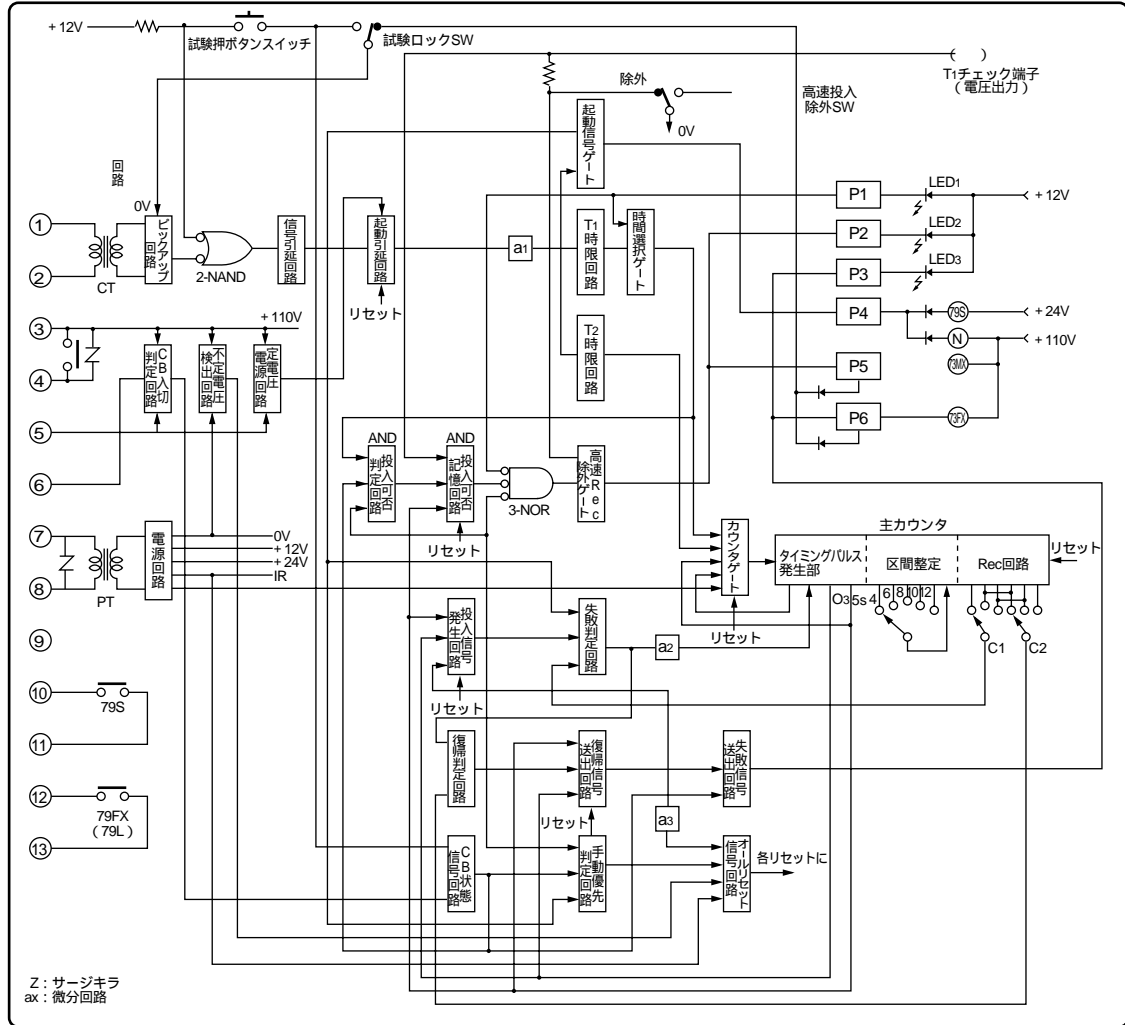 +12V
試験押ボタンスイッチ
試験ロックSW
( )
T1チェック端子
(電圧出力)
除外
高速投入
除外SW
0V
起動信号ゲート
回路
0V
P1
LED1
+12V
①
ピックアップ回路
信号引延回路
起動引延回路
a1
T1時限回路
時間選択ゲート
P2
LED2
P3
LED3
②
CT
2-NAND
リセット
P4
79S
+24V
③
+110V
N
+110V
④
CB入切判定回路
不定電圧検出回路
定電圧電源回路
T2時限回路
73MX
P5
⑤
P6
73FX
AND
AND
⑥
投入可否判定回路
投入可否記憶回路
3-NOR
高速Rec除外ゲート
⑦
電源回路
0V
+12V
+24V
IR
リセット
カウンタゲート
主カウンタ
タイミングパルス発生部
区間整定
Rec回路
リセット
⑧
PT
O3
5s
4
6
8
10
12
⑨
投入信号発生回路
失敗判定回路
リセット
a2
C1
C2
⑩
79S
リセット
⑪
復帰判定回路
復帰信号送出回路
失敗信号送出回路
⑫
79FX
(79L)
リセット
a3
⑬
CB状態信号回路
手動優先判定回路
オールリセット信号回路
各リセットに
Z:サージキラ
ax:微分回路